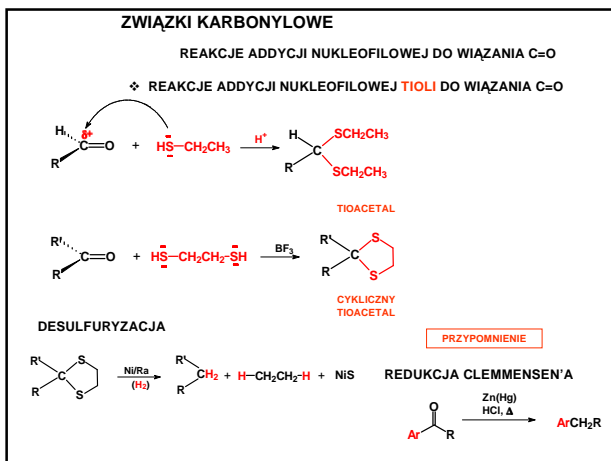 ZWIĄZKI KARBONYLOWE
REAKCJE ADDYCJI NUKLEOFILOWEJ DO WIĄZANIA C=O
❖ REAKCJE ADDYCJI NUKLEOFILOWEJ TIOLI DO WIĄZANIA C=O
H δ+ C=O R + HS—CH₂CH₃ H⁺ H C R SCH₂CH₃ SCH₂CH₃
TIOACETAL
R' C=O R + HS—CH₂CH₂—SH BF₃ R' C R S S
CYKLICZNY
TIOACETAL
DESULFURYZACJA
R' C R S S Ni/Ra (H₂) R' CH₂ R + H—CH₂CH₂—H + NiS
PRZYPOMNIENIE
REDUKCJA CLEMMENSEN'A
O Ar R Zn(Hg) HCl, Δ ArCH₂R